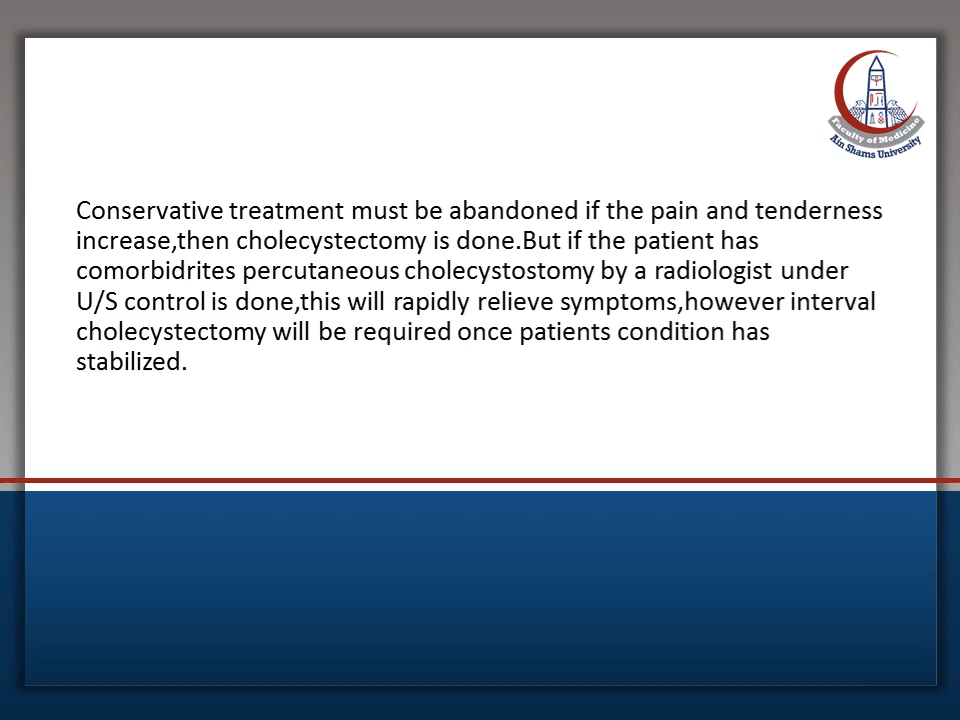 Faculty of Medicine
Ain Shams University
Conservative treatment must be abandoned if the pain and tenderness
increase,then cholecystectomy is done.But if the patient has
comorbidrites percutaneous cholecystostomy by a radiologist under
U/S control is done,this will rapidly relieve symptoms,however interval
cholecystectomy will be required once patients condition has
stabilized.